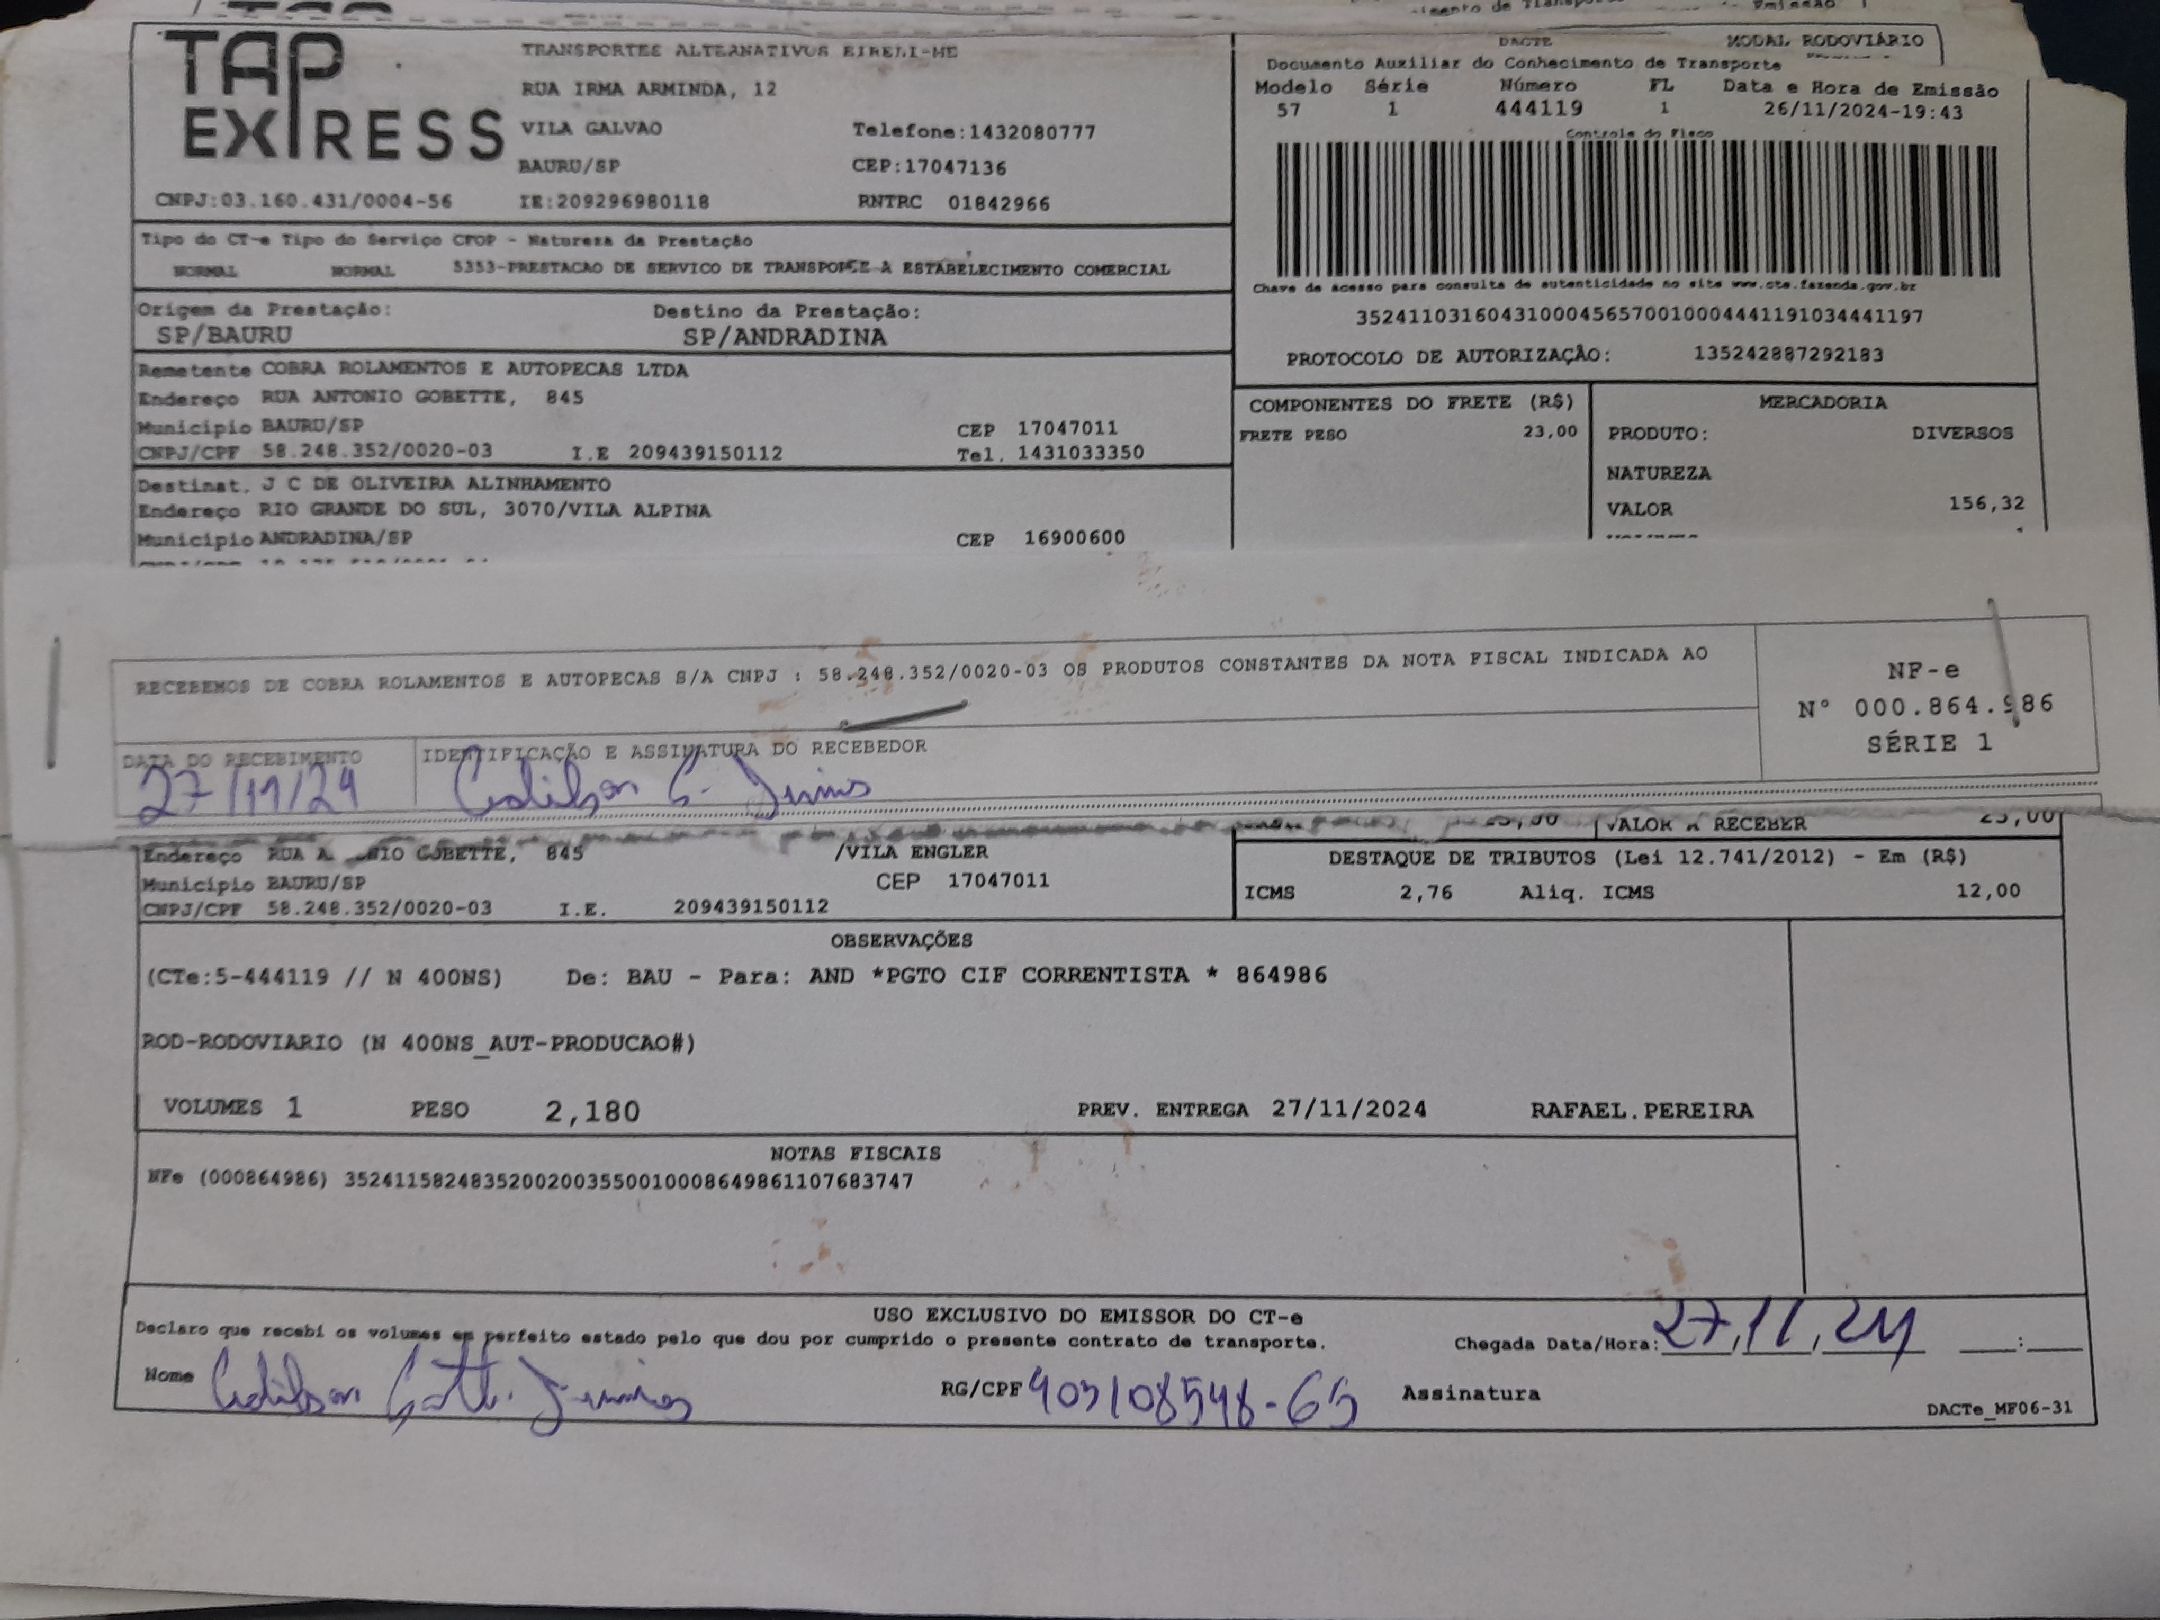 TAP EXPRESS
TRANSPORTES ALTERNATIVOS EIRELI-ME
RUA IRMA ARMINDA, 12
VILA GALVAO Telefone:1432080777
BAURU/SP CEP:17047136
CNPJ:03.160.431/0004-56 IE:209296980118 RNTRC 01842966
DACTE MODAL RODOVIÁRIO
Documento Auxiliar do Conhecimento de Transporte
Modelo Série Número FL Data e Hora de Emissão
57 1 444119 1 26/11/2024-19:43
Controle do Fisco
Chave de acesso para consulta de autenticidade no site www.cte.fazenda.gov.br
35241103160431000456570010004441191034441197
PROTOCOLO DE AUTORIZAÇÃO: 135242887292183
Tipo do CT-e Tipo do Serviço CFOP - Natureza da Prestação
NORMAL NORMAL 5353-PRESTACAO DE SERVICO DE TRANSPORTE A ESTABELECIMENTO COMERCIAL
Origem da Prestação: Destino da Prestação:
SP/BAURU SP/ANDRADINA
Remetente COBRA ROLAMENTOS E AUTOPECAS LTDA
Endereço RUA ANTONIO GOBETTE, 845
Município BAURU/SP CEP 17047011
CNPJ/CPF 58.248.352/0020-03 I.E 209439150112 Tel. 1431033350
Destinat. J C DE OLIVEIRA ALINHAMENTO
Endereço RIO GRANDE DO SUL, 3070/VILA ALPINA
Município ANDRADINA/SP CEP 16900600
COMPONENTES DO FRETE (R$) MERCADORIA
FRETE PESO 23,00 PRODUTO: DIVERSOS
NATUREZA
VALOR 156,32
RECEBEMOS DE COBRA ROLAMENTOS E AUTOPECAS S/A CNPJ : 58.248.352/0020-03 OS PRODUTOS CONSTANTES DA NOTA FISCAL INDICADA AO
NF-e
Nº 000.864.986
SÉRIE 1
DATA DO RECEBIMENTO IDENTIFICAÇÃO E ASSINATURA DO RECEBEDOR
27/11/24
VALOR A RECEBER
Endereço RUA GOBETTE, 845 /VILA ENGLER
Município BAURU/SP CEP 17047011
CNPJ/CPF 58.248.352/0020-03 I.E. 209439150112
DESTAQUE DE TRIBUTOS (Lei 12.741/2012) - Em (R$)
ICMS 2,76 Aliq. ICMS 12,00
OBSERVAÇÕES
(CTe:5-444119 // N 400NS) De: BAU - Para: AND *PGTO CIF CORRENTISTA * 864986
ROD-RODOVIARIO (N 400NS_AUT-PRODUCAO#)
VOLUMES 1 PESO 2,180 PREV. ENTREGA 27/11/2024 RAFAEL.PEREIRA
NOTAS FISCAIS
NFe (000864986) 35241158248352002003550010008649861107683747
USO EXCLUSIVO DO EMISSOR DO CT-e
Declaro que recebi os volumes em perfeito estado pelo que dou por cumprido o presente contrato de transporte. Chegada Data/Hora: 27,11,24 :
Nome RG/CPF 403108548-65 Assinatura
DACTe_MF06-31